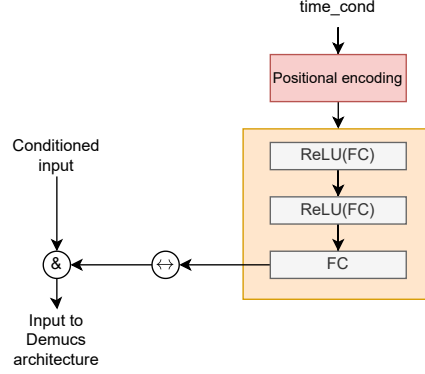 time_cond
Positional encoding
ReLU(FC)
ReLU(FC)
FC
Conditioned
input
&
↔
Input to
Demucs
architecture